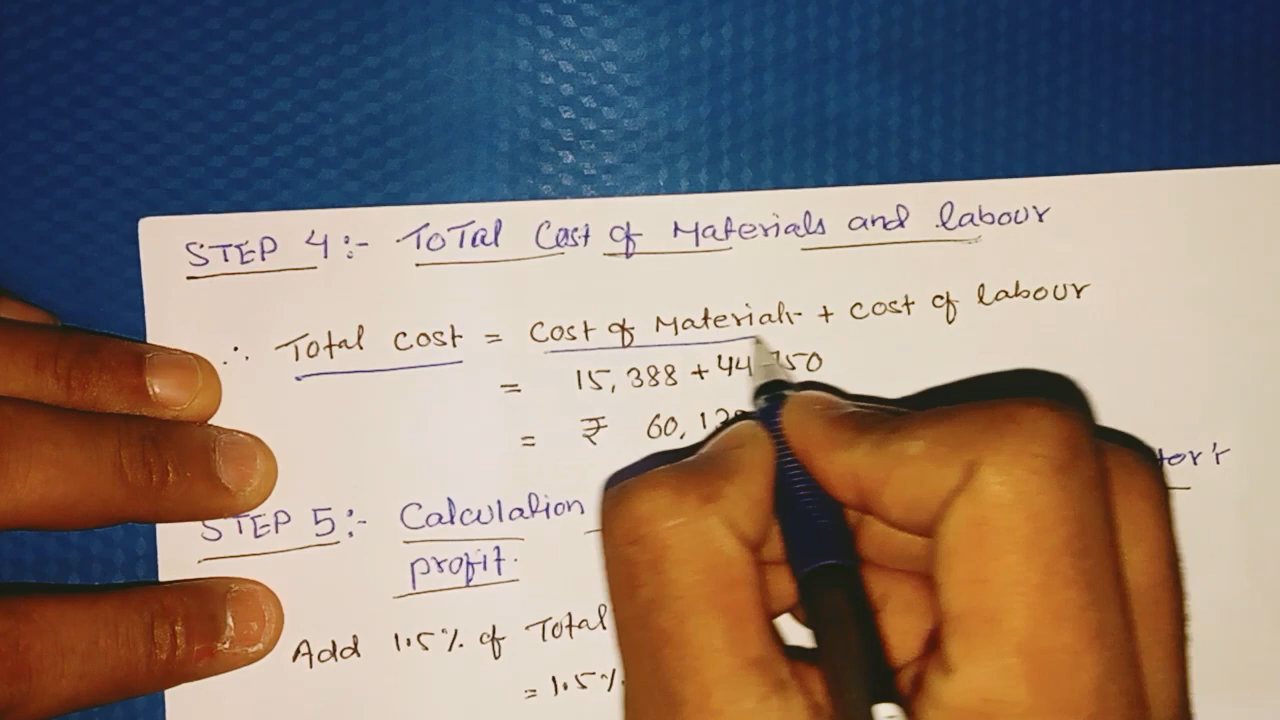 STEP 4:- ToTal Cost of Materials and labour
∴ Total cost = Cost of Materials + cost of labour
= 15,388 + 44,750
= ₹ 60,13
STEP 5:- Calculation
profit.
Add 1.5% of Total
= 1.5%